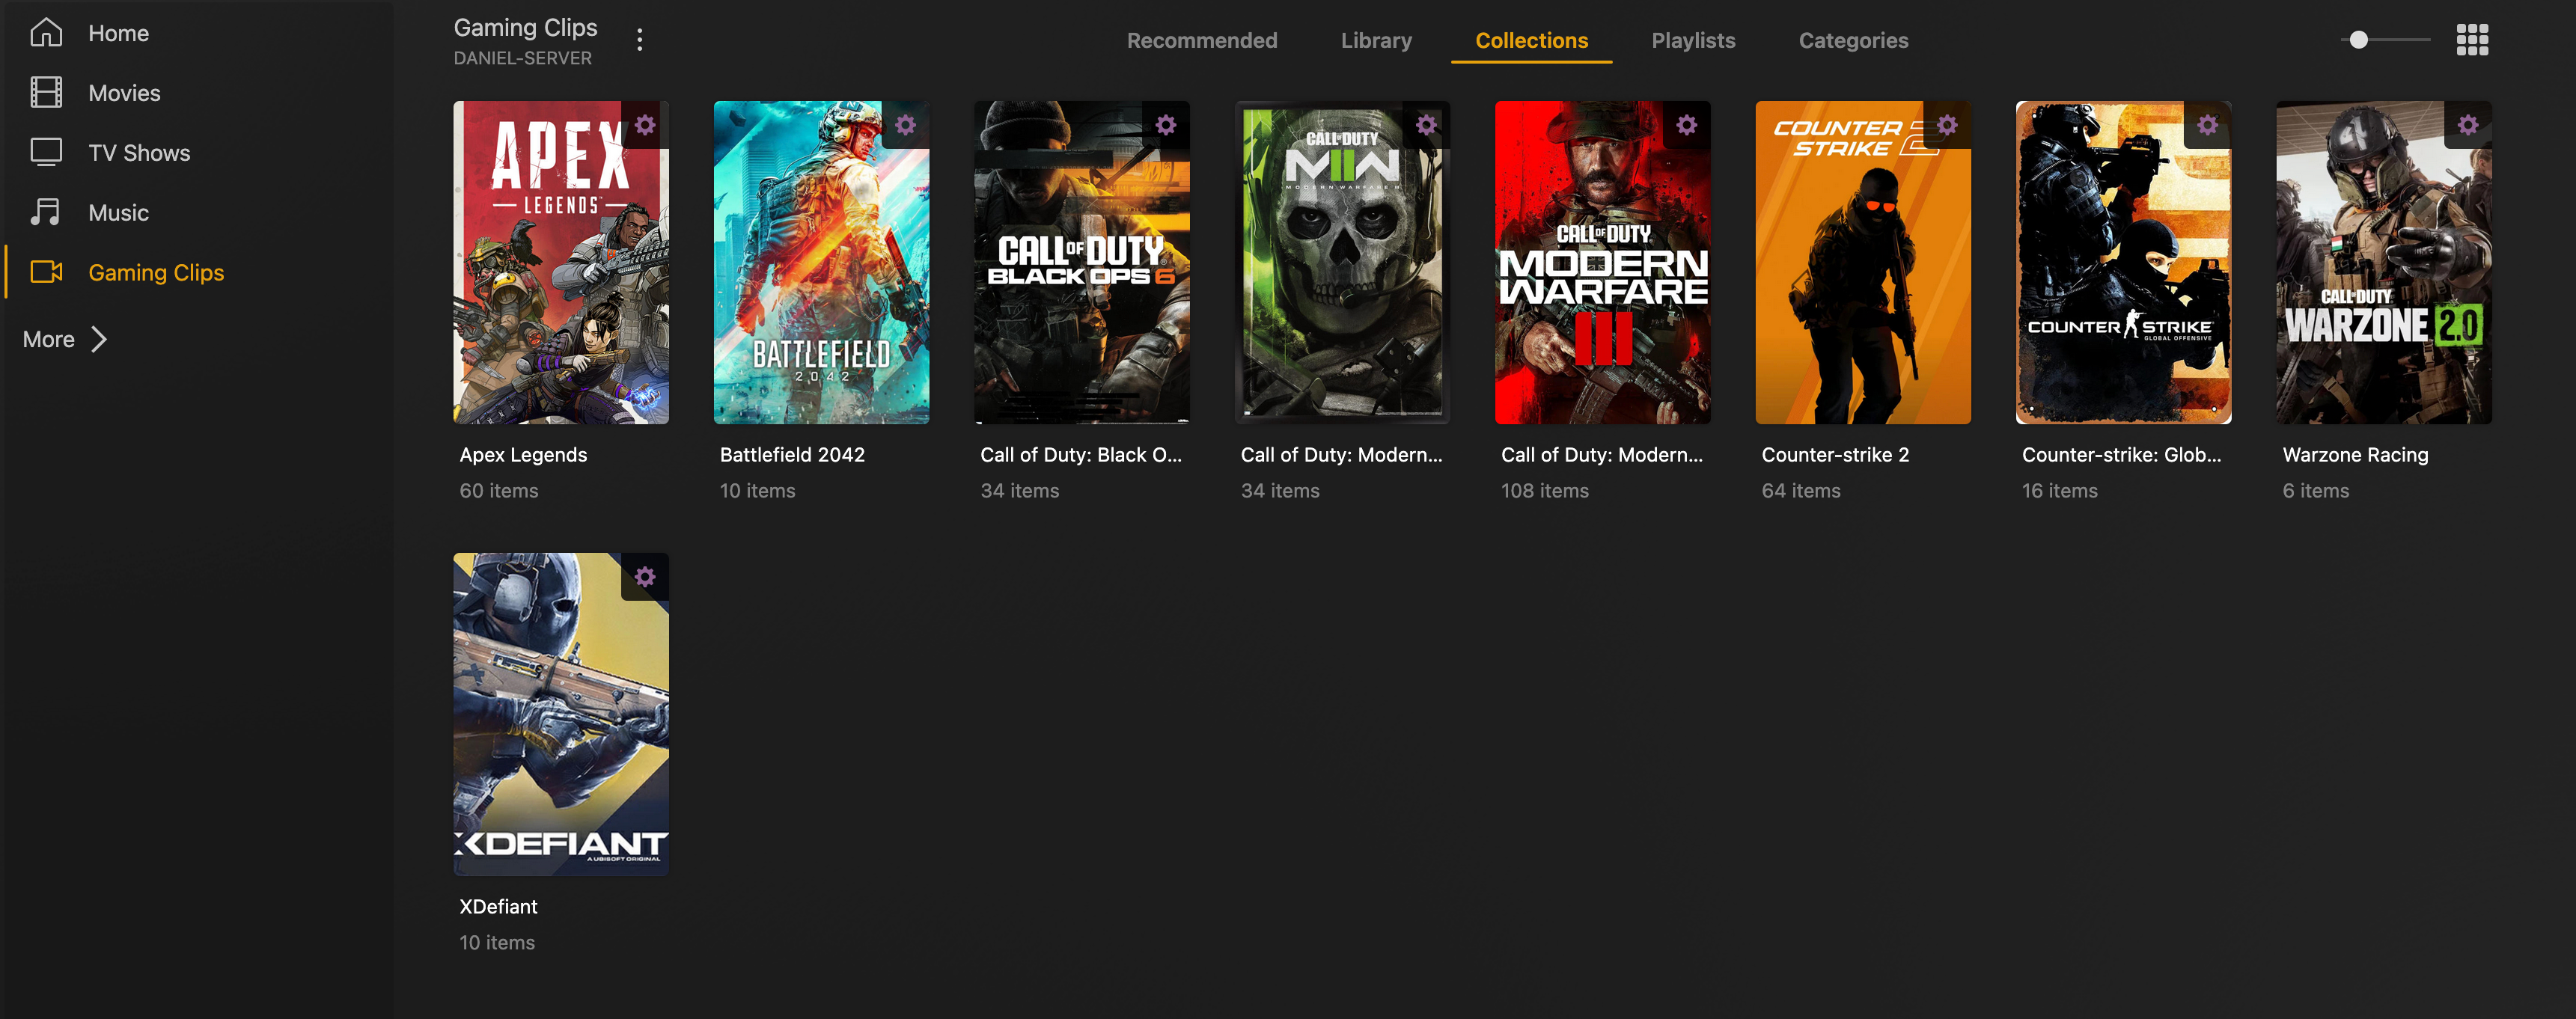 Home
Movies
TV Shows
Music
Gaming Clips
More
Gaming Clips
DANIEL-SERVER
Recommended
Library
Collections
Playlists
Categories
APEX
LEGENDS
BATTLEFIELD
2042
CALL OF DUTY
BLACK OPS 6
CALL OF DUTY
MWII
MODERN WARFARE II
CALL OF DUTY
MODERN
WARFARE
III
COUNTER
STRIKE 2
COUNTER STRIKE
GLOBAL OFFENSIVE
CALL OF DUTY
WARZONE 2.0
Apex Legends
60 items
Battlefield 2042
10 items
Call of Duty: Black O...
34 items
Call of Duty: Modern...
34 items
Call of Duty: Modern...
108 items
Counter-strike 2
64 items
Counter-strike: Glob...
16 items
Warzone Racing
6 items
XDEFIANT
A UBISOFT ORIGINAL
XDefiant
10 items